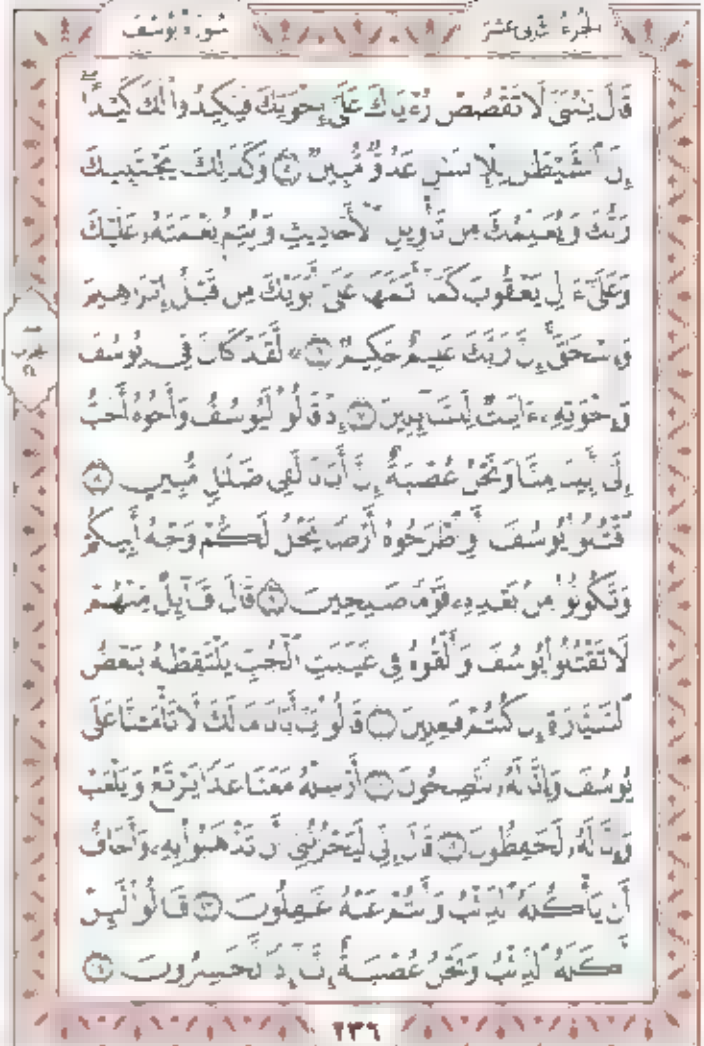 الجزء الثاني عشر
سورة يوسف
قَالَ يَٰبُنَيَّ لَا تَقْصُصْ رُءْيَاكَ عَلَىٰٓ إِخْوَتِكَ فَيَكِيدُوا۟ لَكَ كَيْدًا
إِنَّ ٱلشَّيْطَٰنَ لِلْإِنسَٰنِ عَدُوٌّ مُّبِينٌ ٥ وَكَذَٰلِكَ يَجْتَبِيكَ
رَبُّكَ وَيُعَلِّمُكَ مِن تَأْوِيلِ ٱلْأَحَادِيثِ وَيُتِمُّ نِعْمَتَهُۥ عَلَيْكَ
وَعَلَىٰٓ ءَالِ يَعْقُوبَ كَمَآ أَتَمَّهَا عَلَىٰٓ أَبَوَيْكَ مِن قَبْلُ إِبْرَٰهِيمَ
وَإِسْحَٰقَ إِنَّ رَبَّكَ عَلِيمٌ حَكِيمٌ ٦ ۞ لَّقَدْ كَانَ فِى يُوسُفَ
وَإِخْوَتِهِۦٓ ءَايَٰتٌ لِّلسَّآئِلِينَ ٧ إِذْ قَالُوا۟ لَيُوسُفُ وَأَخُوهُ أَحَبُّ
إِلَىٰٓ أَبِينَا مِنَّا وَنَحْنُ عُصْبَةٌ إِنَّ أَبَانَا لَفِى ضَلَٰلٍ مُّبِينٍ ٨
ٱقْتُلُوا۟ يُوسُفَ أَوِ ٱطْرَحُوهُ أَرْضًا يَخْلُ لَكُمْ وَجْهُ أَبِيكُمْ
وَتَكُونُوا۟ مِنۢ بَعْدِهِۦ قَوْمًا صَٰلِحِينَ ٩ قَالَ قَآئِلٌ مِّنْهُمْ
لَا تَقْتُلُوا۟ يُوسُفَ وَأَلْقُوهُ فِى غَيَٰبَتِ ٱلْجُبِّ يَلْتَقِطْهُ بَعْضُ
ٱلسَّيَّارَةِ إِن كُنتُمْ فَٰعِلِينَ ١٠ قَالُوا۟ يَٰٓأَبَانَا مَا لَكَ لَا تَأْمَ۫نَّا عَلَىٰ
يُوسُفَ وَإِنَّا لَهُۥ لَنَٰصِحُونَ ١١ أَرْسِلْهُ مَعَنَا غَدًا يَرْتَعْ وَيَلْعَبْ
وَإِنَّا لَهُۥ لَحَٰفِظُونَ ١٢ قَالَ إِنِّى لَيَحْزُنُنِىٓ أَن تَذْهَبُوا۟ بِهِۦ وَأَخَافُ
أَن يَأْكُلَهُ ٱلذِّئْبُ وَأَنتُمْ عَنْهُ غَٰفِلُونَ ١٣ قَالُوا۟ لَئِنْ
أَكَلَهُ ٱلذِّئْبُ وَنَحْنُ عُصْبَةٌ إِنَّآ إِذًا لَّخَٰسِرُونَ ١٤
٢٣٦